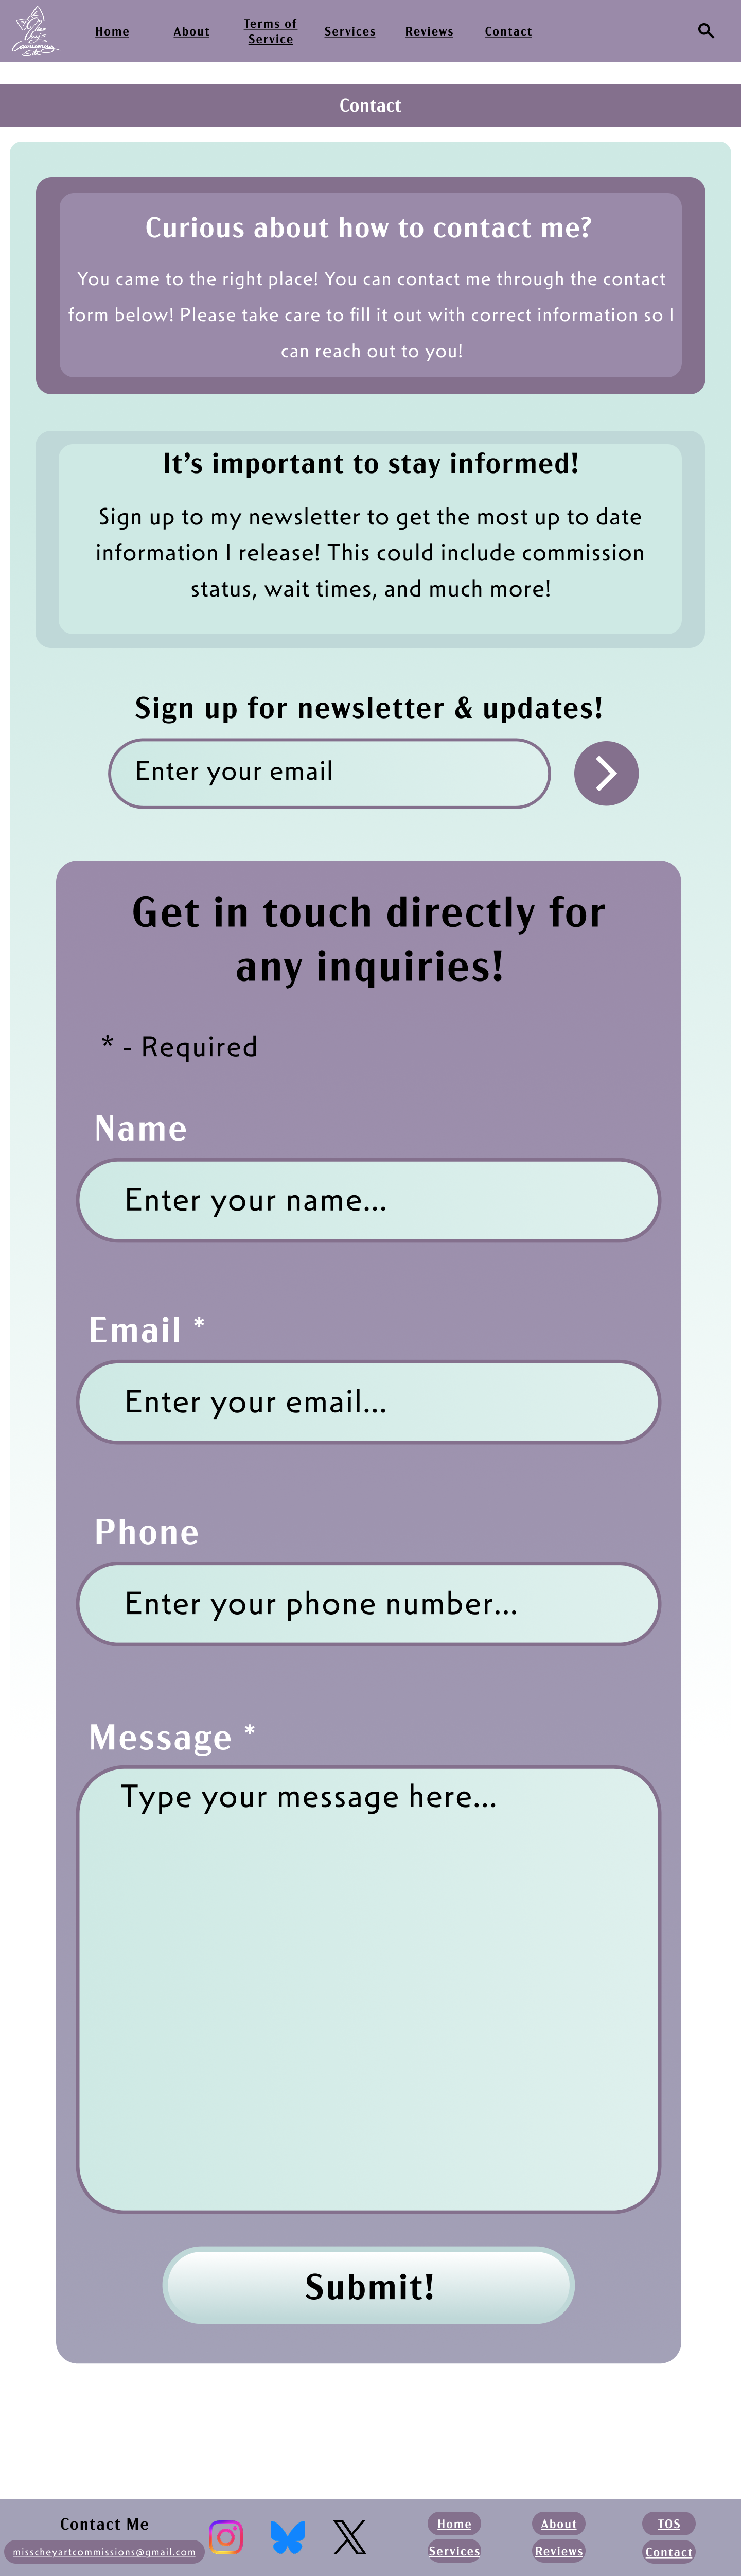 Home
About
Terms of
Service
Services
Reviews
Contact
Contact
Curious about how to contact me?
You came to the right place! You can contact me through the contact
form below! Please take care to fill it out with correct information so I
can reach out to you!
It's important to stay informed!
Sign up to my newsletter to get the most up to date
information I release! This could include commission
status, wait times, and much more!
Sign up for newsletter & updates!
Enter your email
Get in touch directly for
any inquiries!
* - Required
Name
Enter your name...
Email *
Enter your email...
Phone
Enter your phone number...
Message *
Type your message here...
Submit!
Contact Me
misscheyartcommissions@gmail.com
Home
About
TOS
Services
Reviews
Contact